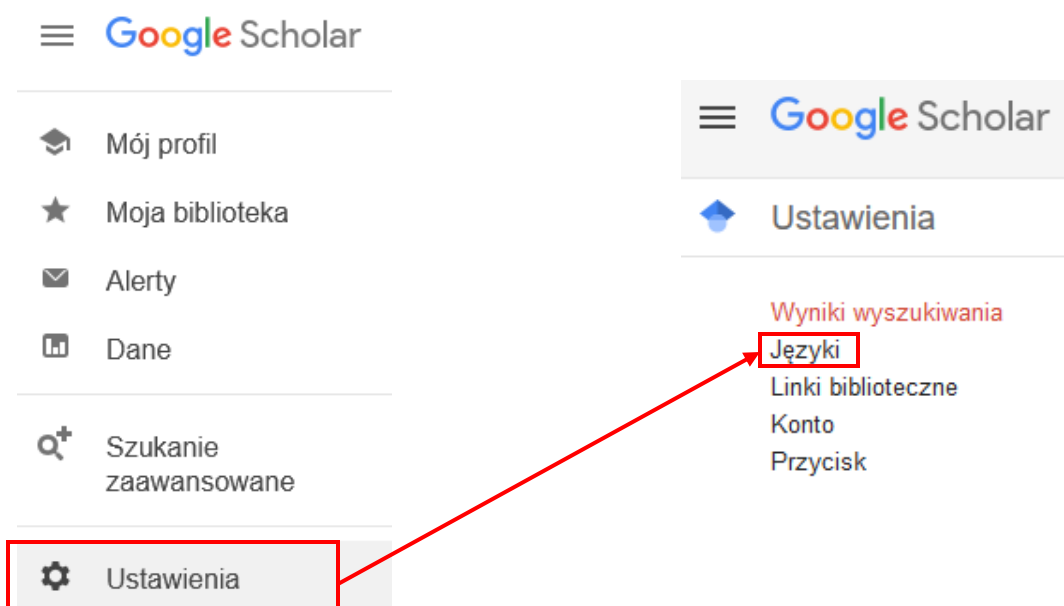 Google Scholar
Mój profil
Moja biblioteka
Alerty
Dane
Szukanie
zaawansowane
Ustawienia
Google Scholar
Ustawienia
Wyniki wyszukiwania
Języki
Linki biblioteczne
Konto
Przycisk